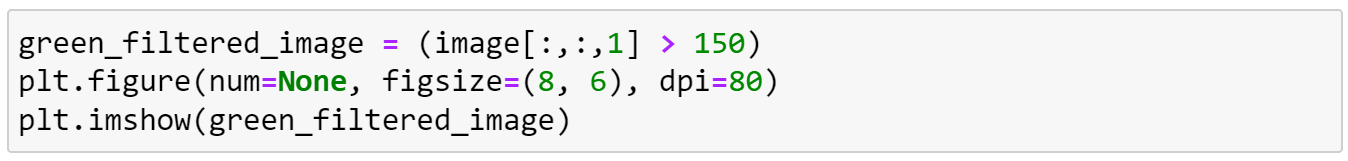 green_filtered_image = (image[:,:,1] > 150)
plt.figure(num=None, figsize=(8, 6), dpi=80)
plt.imshow(green_filtered_image)